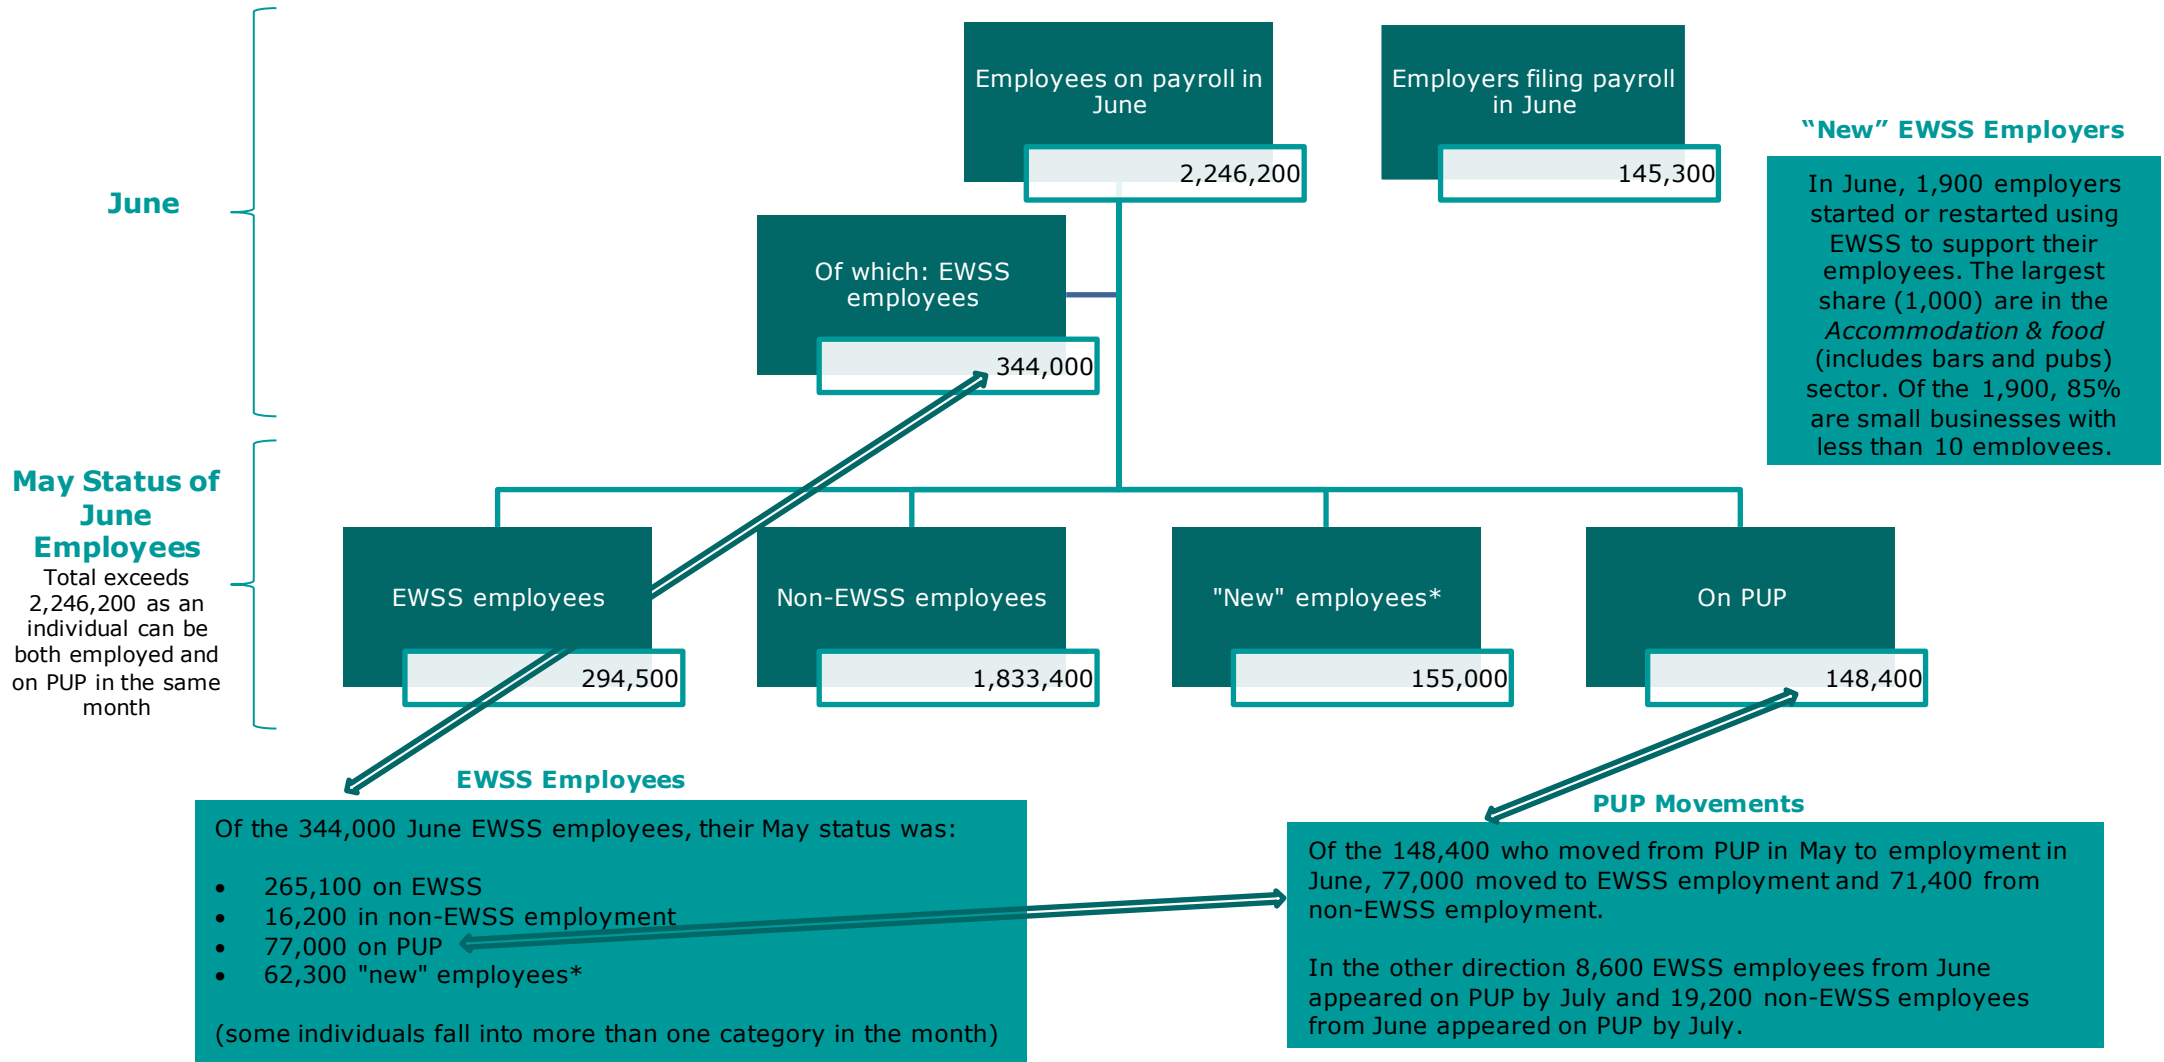 June
Employees on payroll in
June
2,246,200
Employers filing payroll
in June
145,300
Of which: EWSS
employees
344,000
“New” EWSS Employers
In June, 1,900 employers
started or restarted using
EWSS to support their
employees. The largest
share (1,000) are in the
Accommodation & food
(includes bars and pubs)
sector. Of the 1,900, 85%
are small businesses with
less than 10 employees.
May Status of
June
Employees
Total exceeds
2,246,200 as an
individual can be
both employed and
on PUP in the same
month
EWSS employees
294,500
Non-EWSS employees
1,833,400
"New" employees*
155,000
On PUP
148,400
EWSS Employees
Of the 344,000 June EWSS employees, their May status was:
• 265,100 on EWSS
• 16,200 in non-EWSS employment
• 77,000 on PUP
• 62,300 "new" employees*
(some individuals fall into more than one category in the month)
PUP Movements
Of the 148,400 who moved from PUP in May to employment in
June, 77,000 moved to EWSS employment and 71,400 from
non-EWSS employment.
In the other direction 8,600 EWSS employees from June
appeared on PUP by July and 19,200 non-EWSS employees
from June appeared on PUP by July.